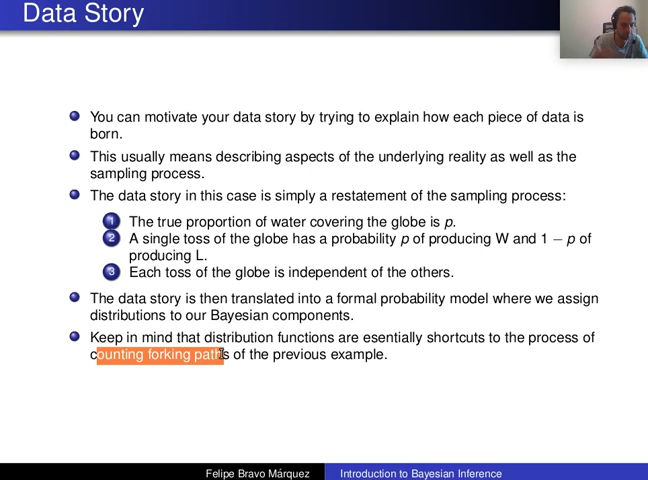 Data Story
You can motivate your data story by trying to explain how each piece of data is
born.
This usually means describing aspects of the underlying reality as well as the
sampling process.
The data story in this case is simply a restatement of the sampling process:
1 The true proportion of water covering the globe is p.
2 A single toss of the globe has a probability p of producing W and 1 − p of
producing L.
3 Each toss of the globe is independent of the others.
The data story is then translated into a formal probability model where we assign
distributions to our Bayesian components.
Keep in mind that distribution functions are esentially shortcuts to the process of
counting forking paths of the previous example.
Felipe Bravo Márquez Introduction to Bayesian Inference